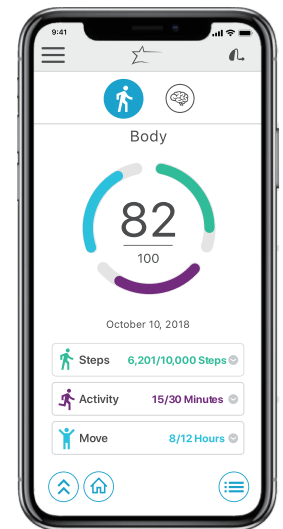 9:41
Body
82
100
October 10, 2018
Steps 6,201/10,000 Steps
Activity 15/30 Minutes
Move 8/12 Hours